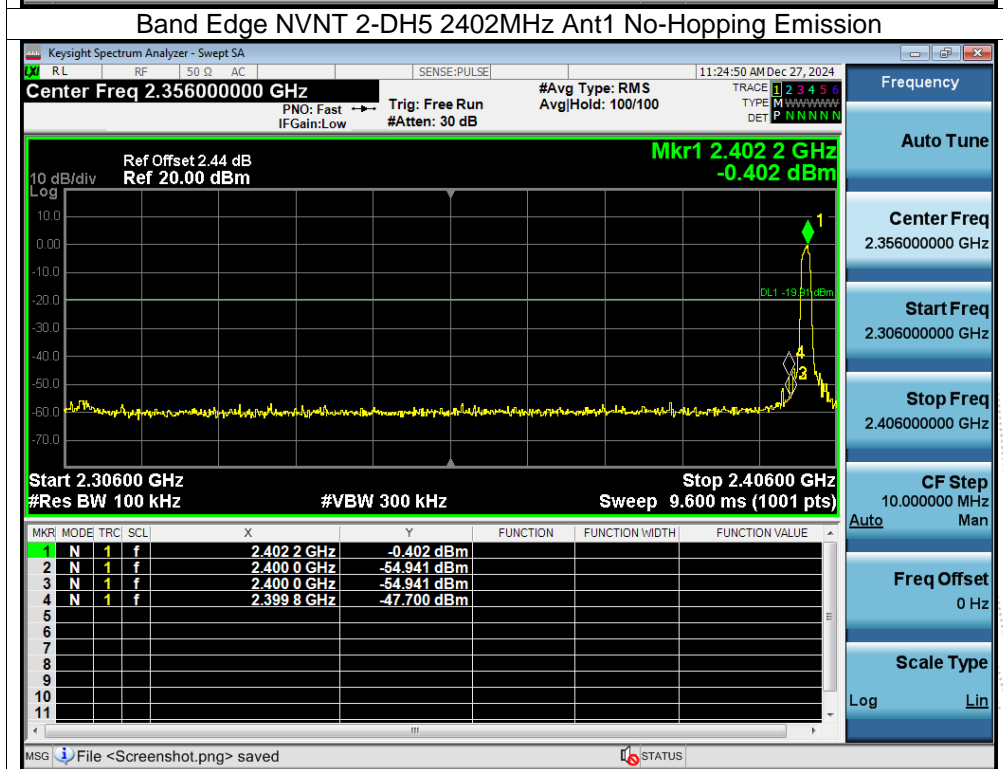 Band Edge NVNT 2-DH5 2402MHz Ant1 No-Hopping Emission
Keysight Spectrum Analyzer - Swept SA
LXI RL RF 50 Ω AC SENSE:PULSE 11:24:50 AM Dec 27, 2024
Center Freq 2.356000000 GHz #Avg Type: RMS TRACE 1 2 3 4 5 6
PNO: Fast Trig: Free Run Avg|Hold: 100/100 TYPE M WWWWW
IFGain:Low #Atten: 30 dB DET P N N N N N
Ref Offset 2.44 dB Mkr1 2.402 2 GHz
10 dB/div Ref 20.00 dBm -0.402 dBm
Log
10.0
1
0.00
-10.0
DL1 -19.91 dBm
-20.0
-30.0
-40.0
4
3
-50.0
-60.0
-70.0
Start 2.30600 GHz Stop 2.40600 GHz
#Res BW 100 kHz #VBW 300 kHz Sweep 9.600 ms (1001 pts)
MKR MODE TRC SCL X Y FUNCTION FUNCTION WIDTH FUNCTION VALUE
1 N 1 f 2.402 2 GHz -0.402 dBm
2 N 1 f 2.400 0 GHz -54.941 dBm
3 N 1 f 2.400 0 GHz -54.941 dBm
4 N 1 f 2.399 8 GHz -47.700 dBm
5
6
7
8
9
10
11
MSG File <Screenshot.png> saved STATUS
Frequency
Auto Tune
Center Freq
2.356000000 GHz
Start Freq
2.306000000 GHz
Stop Freq
2.406000000 GHz
CF Step
10.000000 MHz
Auto Man
Freq Offset
0 Hz
Scale Type
Log Lin